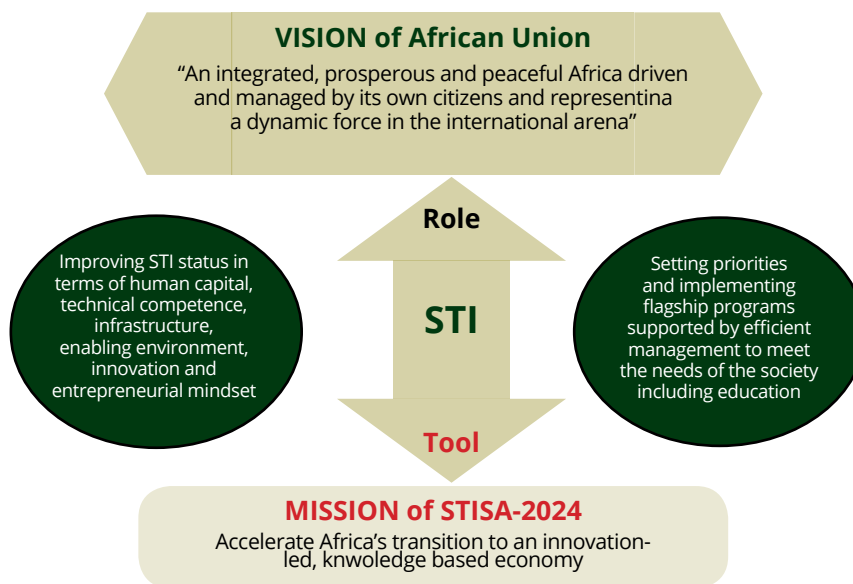 VISION of African Union
“An integrated, prosperous and peaceful Africa driven
and managed by its own citizens and representina
a dynamic force in the international arena”
Role
STI
Tool
Improving STI status in
terms of human capital,
technical competence,
infrastructure,
enabling environment,
innovation and
entrepreneurial mindset
Setting priorities
and implementing
flagship programs
supported by efficient
management to meet
the needs of the society
including education
MISSION of STISA-2024
Accelerate Africa’s transition to an innovation-
led, knwoledge based economy